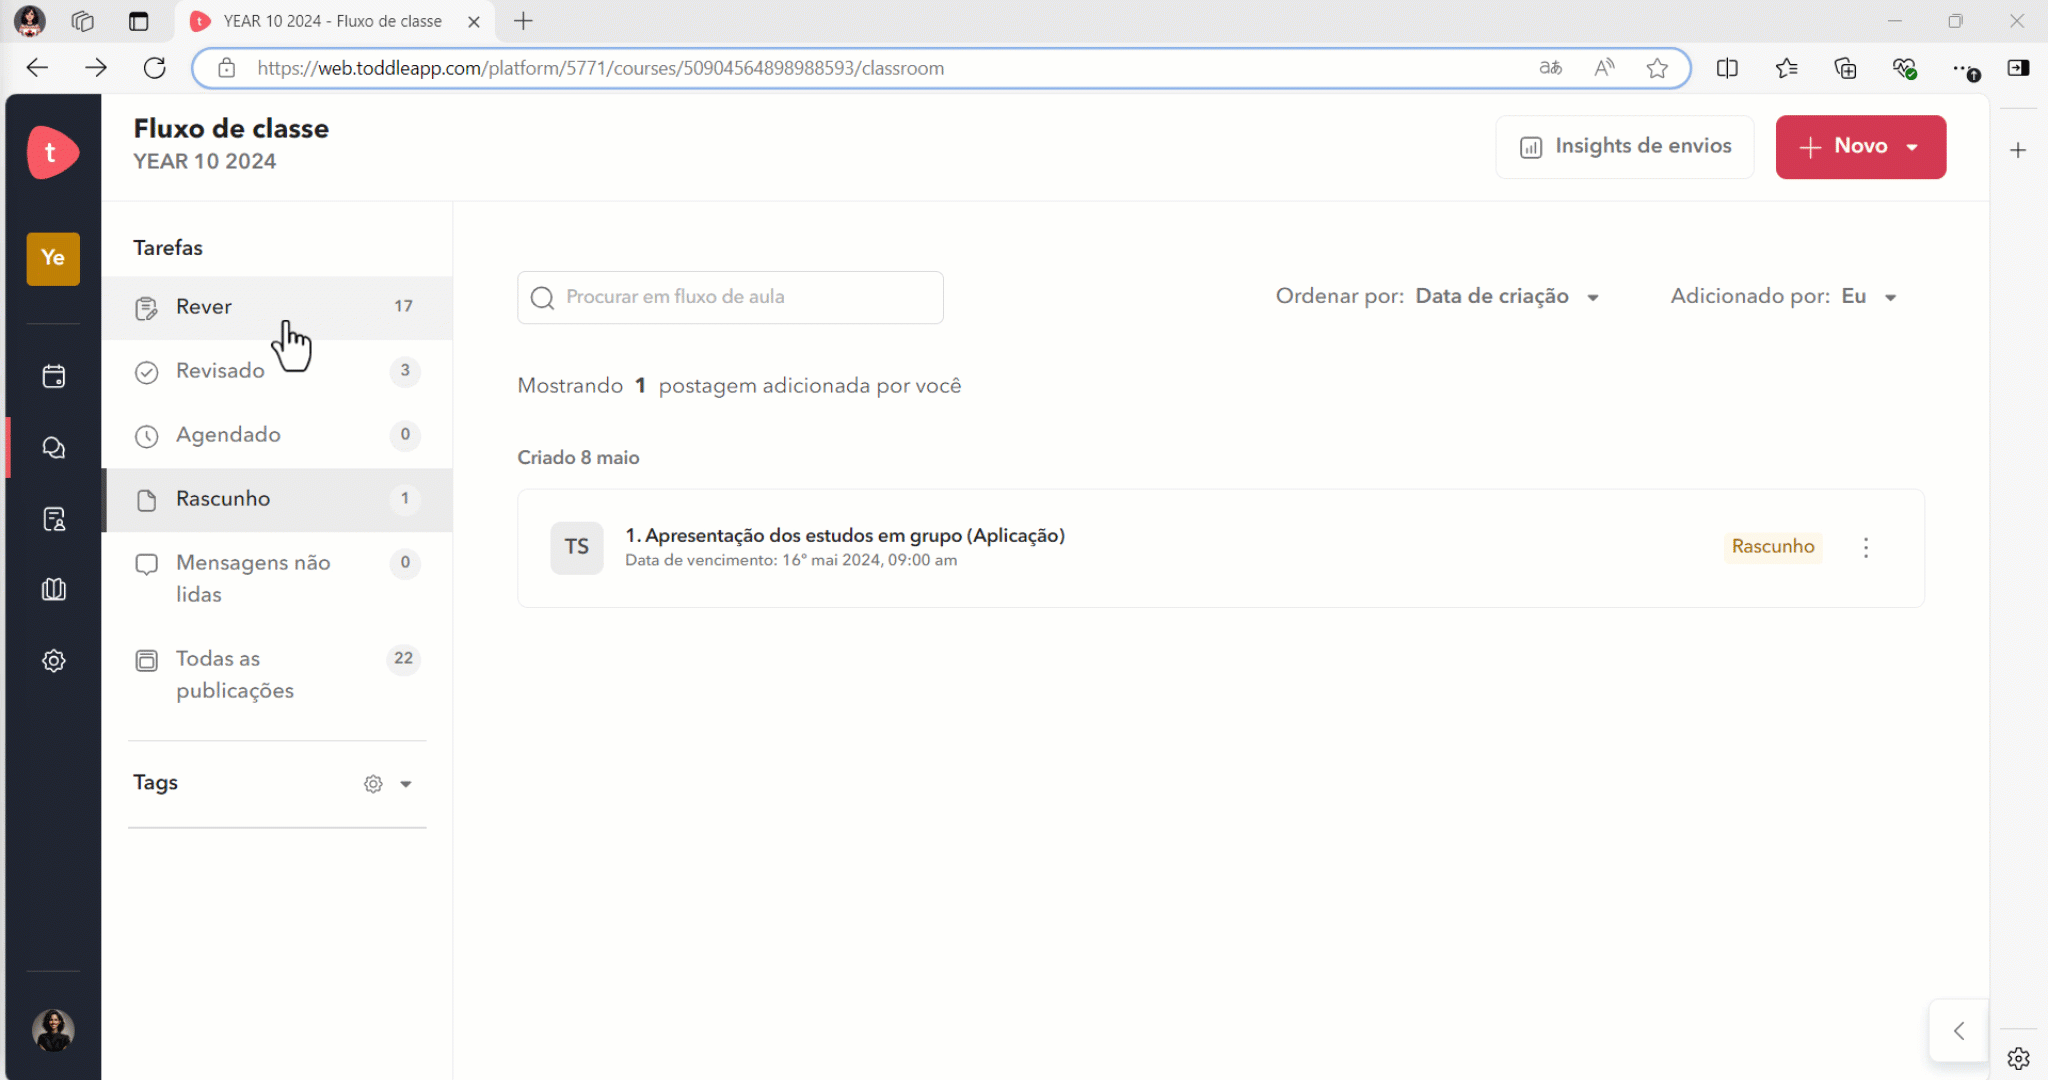 YEAR 10 2024 - Fluxo de classe
https://web.toddleapp.com/platform/5771/courses/50904564898988593/classroom
aあ
A
t
Fluxo de classe
YEAR 10 2024
Insights de envios
Novo
Ye
Tarefas
Rever 17
Revisado 3
Agendado 0
Rascunho 1
Mensagens não 0
lidas
Todas as 22
publicações
Tags
Procurar em fluxo de aula
Ordenar por: Data de criação
Adicionado por: Eu
Mostrando 1 postagem adicionada por você
Criado 8 maio
TS
1. Apresentação dos estudos em grupo (Aplicação)
Data de vencimento: 16° mai 2024, 09:00 am
Rascunho